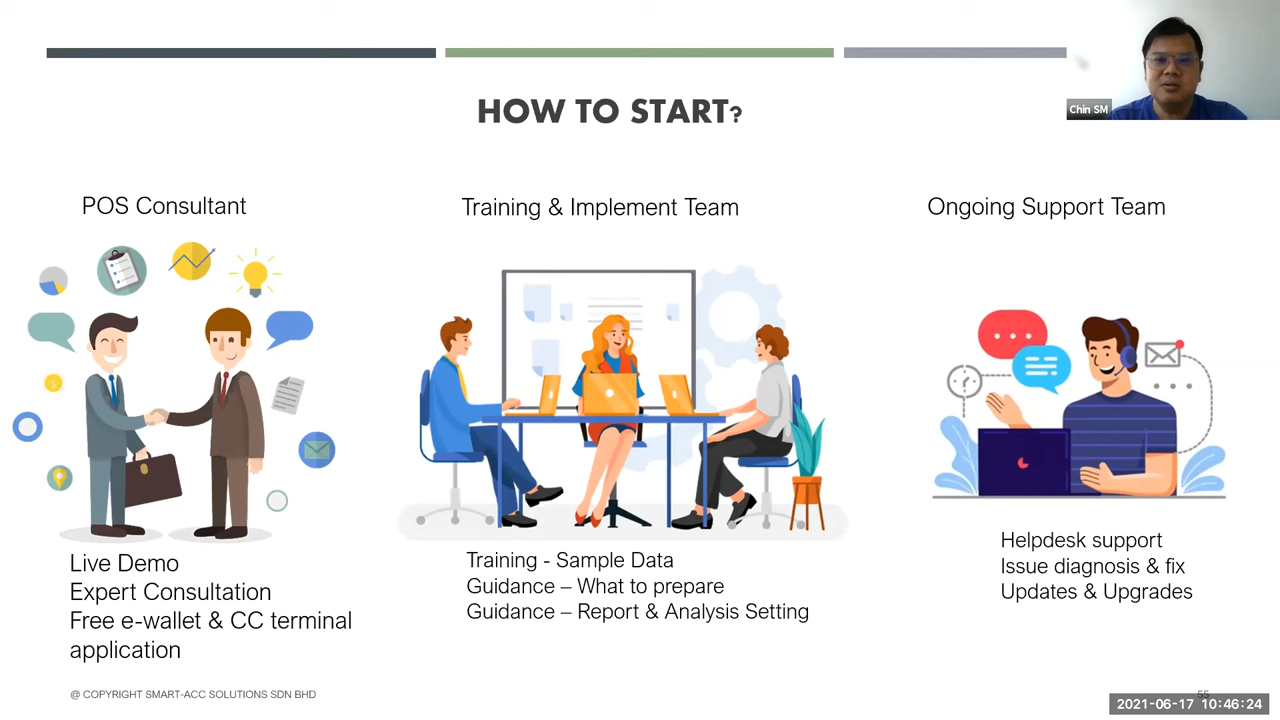 Chin SM
HOW TO START?
POS Consultant
Training & Implement Team
Ongoing Support Team
$
Live Demo
Expert Consultation
Free e-wallet & CC terminal
application
Training - Sample Data
Guidance – What to prepare
Guidance – Report & Analysis Setting
Helpdesk support
Issue diagnosis & fix
Updates & Upgrades
@ COPYRIGHT SMART-ACC SOLUTIONS SDN BHD
55
2021-06-17 10:46:24